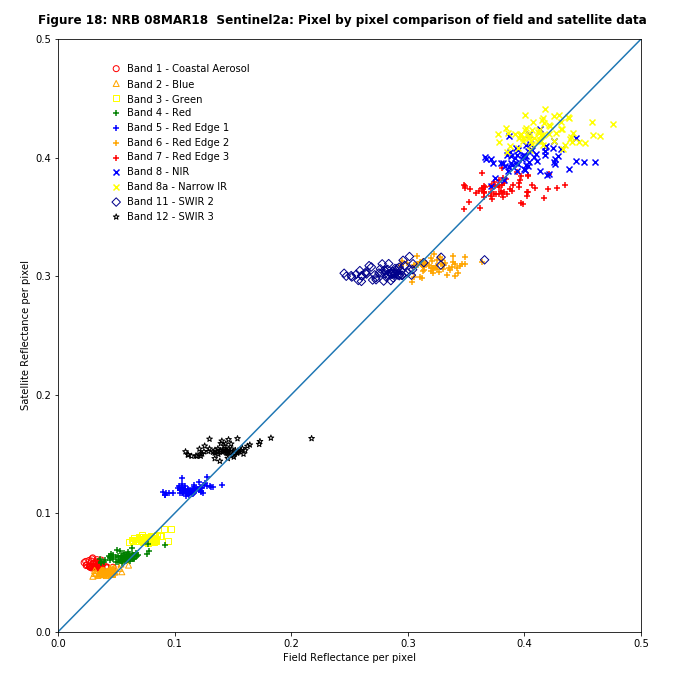 Figure 18: NRB 08MAR18  Sentinel2a: Pixel by pixel comparison of field and satellite data
0.5
Band 1 - Coastal Aerosol
Band 2 - Blue
Band 3 - Green
Band 4 - Red
Band 5 - Red Edge 1
Band 6 - Red Edge 2
Band 7 - Red Edge 3
Band 8 - NIR
Band 8a - Narrow IR
Band 11 - SWIR 2
Band 12 - SWIR 3
0.4
0.3
0.2
0.1
0.0
Satellite Reflectance per pixel
0.0 0.1 0.2 0.3 0.4 0.5
Field Reflectance per pixel